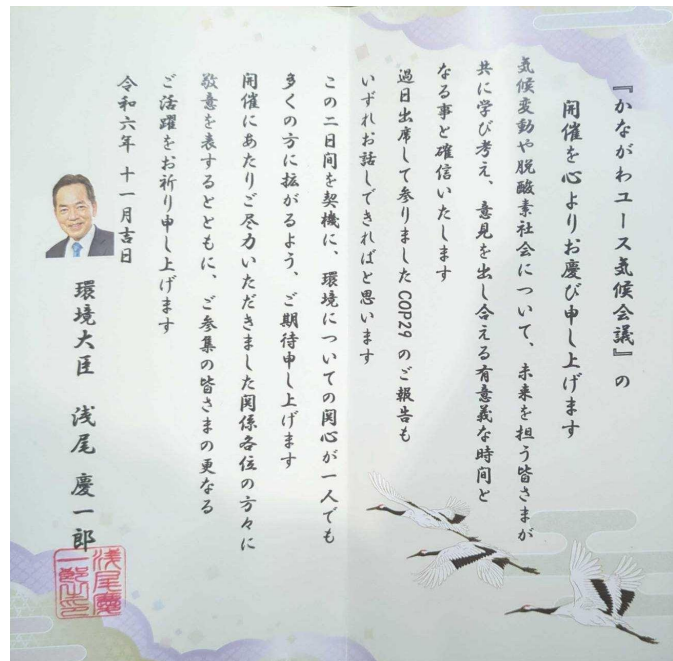 『かながわユース気候会議』の
開催を心よりお慶び申し上げます
気候変動や脱酸素社会について、未来を担う皆さまが
共に学び考え、意見を出し合える有意義な時間と
なる事と確信いたします
過日出席して参りましたCOP29のご報告も
いずれお話しできればと思います
この二日間を契機に、環境についての関心が一人でも
多くの方に拡がるよう、ご期待申し上げます
開催にあたりご尽力いただきました関係各位の方々に
敬意を表するとともに、ご参集の皆さまの更なる
ご活躍をお祈り申し上げます
令和六年 十一月吉日
環境大臣 浅尾 慶一郎
浅尾慶一郎之印